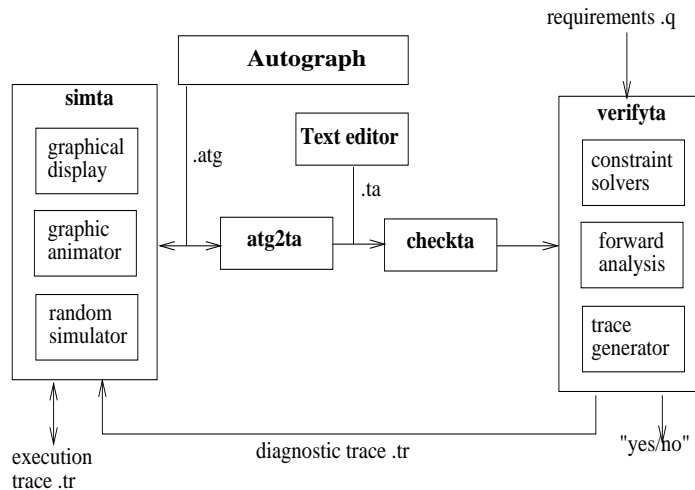 requirements .q
Autograph
simta
verifyta
graphical
display
.atg
Text editor
constraint
solvers
.ta
graphic
animator
atg2ta
checkta
forward
analysis
random
simulator
trace
generator
execution
trace .tr
diagnostic trace .tr
"yes/no"